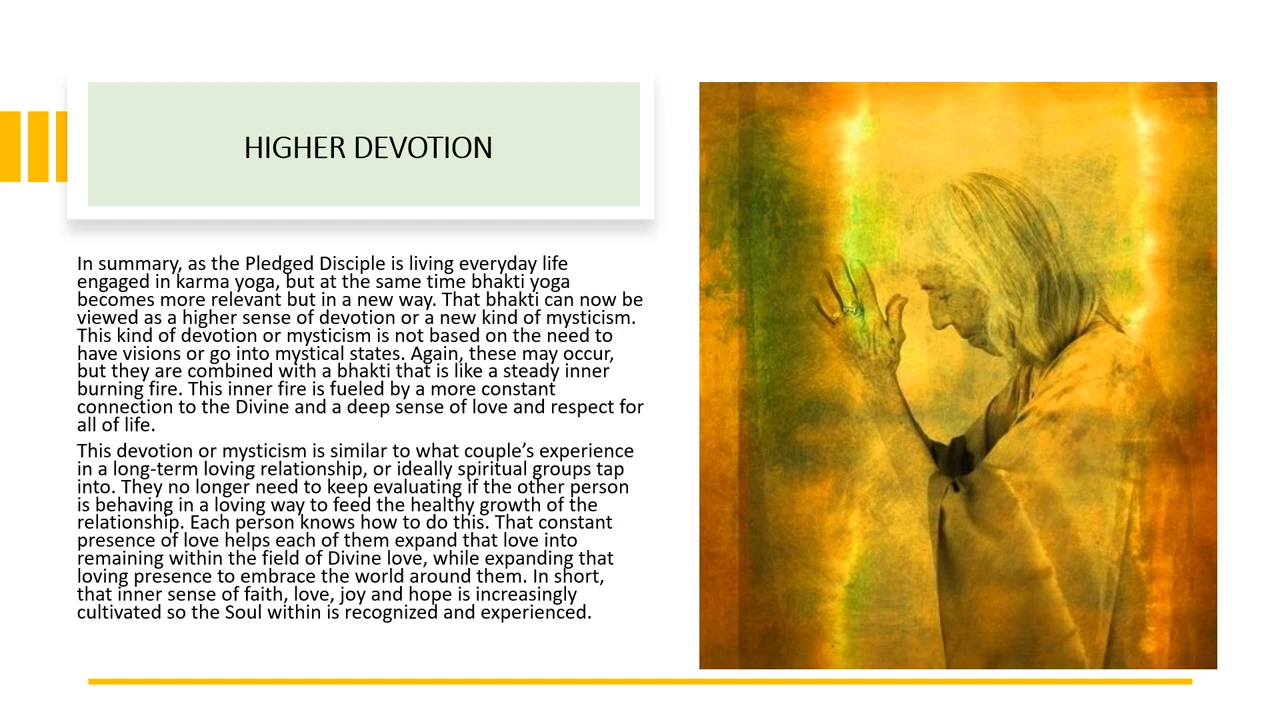 HIGHER DEVOTION
In summary, as the Pledged Disciple is living everyday life
engaged in karma yoga, but at the same time bhakti yoga
becomes more relevant but in a new way. That bhakti can now be
viewed as a higher sense of devotion or a new kind of mysticism.
This kind of devotion or mysticism is not based on the need to
have visions or go into mystical states. Again, these may occur,
but they are combined with a bhakti that is like a steady inner
burning fire. This inner fire is fueled by a more constant
connection to the Divine and a deep sense of love and respect for
all of life.
This devotion or mysticism is similar to what couple’s experience
in a long-term loving relationship, or ideally spiritual groups tap
into. They no longer need to keep evaluating if the other person
is behaving in a loving way to feed the healthy growth of the
relationship. Each person knows how to do this. That constant
presence of love helps each of them expand that love into
remaining within the field of Divine love, while expanding that
loving presence to embrace the world around them. In short,
that inner sense of faith, love, joy and hope is increasingly
cultivated so the Soul within is recognized and experienced.